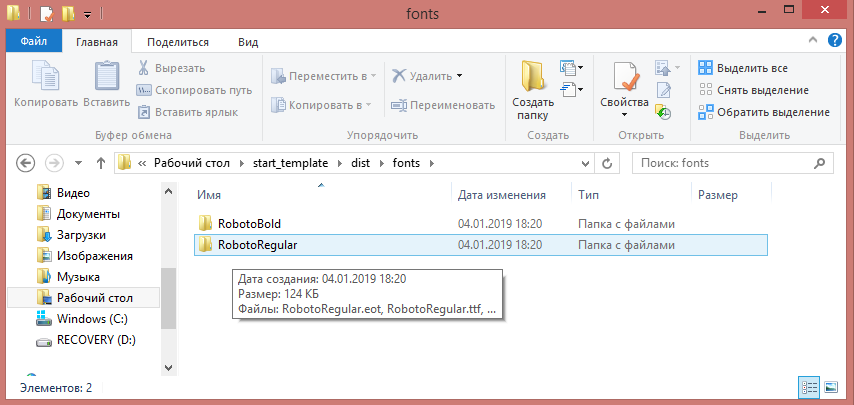 fonts
Файл Главная Поделиться Вид
Копировать Вставить Вырезать Скопировать путь Вставить ярлык
Буфер обмена
Переместить в Копировать в Удалить Переименовать
Упорядочить
Создать папку
Создать
Свойства
Открыть
Выделить все
Снять выделение
Обратить выделение
Выделить
« Рабочий стол start_template dist fonts
Поиск: fonts
Видео
Документы
Загрузки
Изображения
Музыка
Рабочий стол
Windows (C:)
RECOVERY (D:)
Имя Дата изменения Тип Размер
RobotoBold 04.01.2019 18:20 Папка с файлами
RobotoRegular 04.01.2019 18:20 Папка с файлами
Дата создания: 04.01.2019 18:20
Размер: 124 КБ
Файлы: RobotoRegular.eot, RobotoRegular.ttf, ...
Элементов: 2